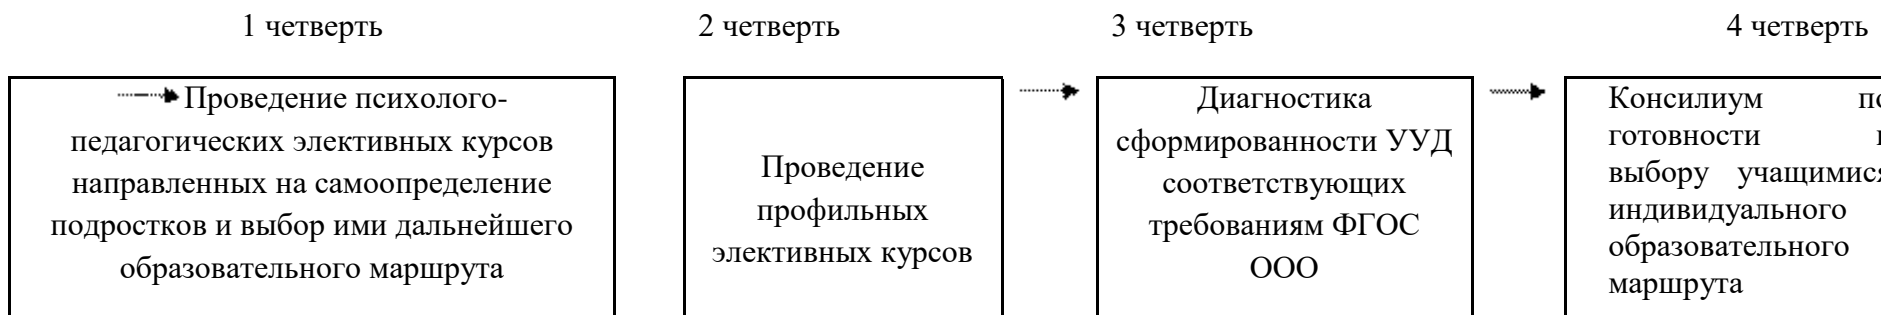 1 четверть
2 четверть
3 четверть
4 четверть
Проведение психолого-
педагогических элективных курсов
направленных на самоопределение
подростков и выбор ими дальнейшего
образовательного маршрута
Проведение
профильных
элективных курсов
Диагностика
сформированности УУД
соответствующих
требованиям ФГОС
ООО
Консилиум
готовности
выбору учащимися
индивидуального
образовательного
маршрута